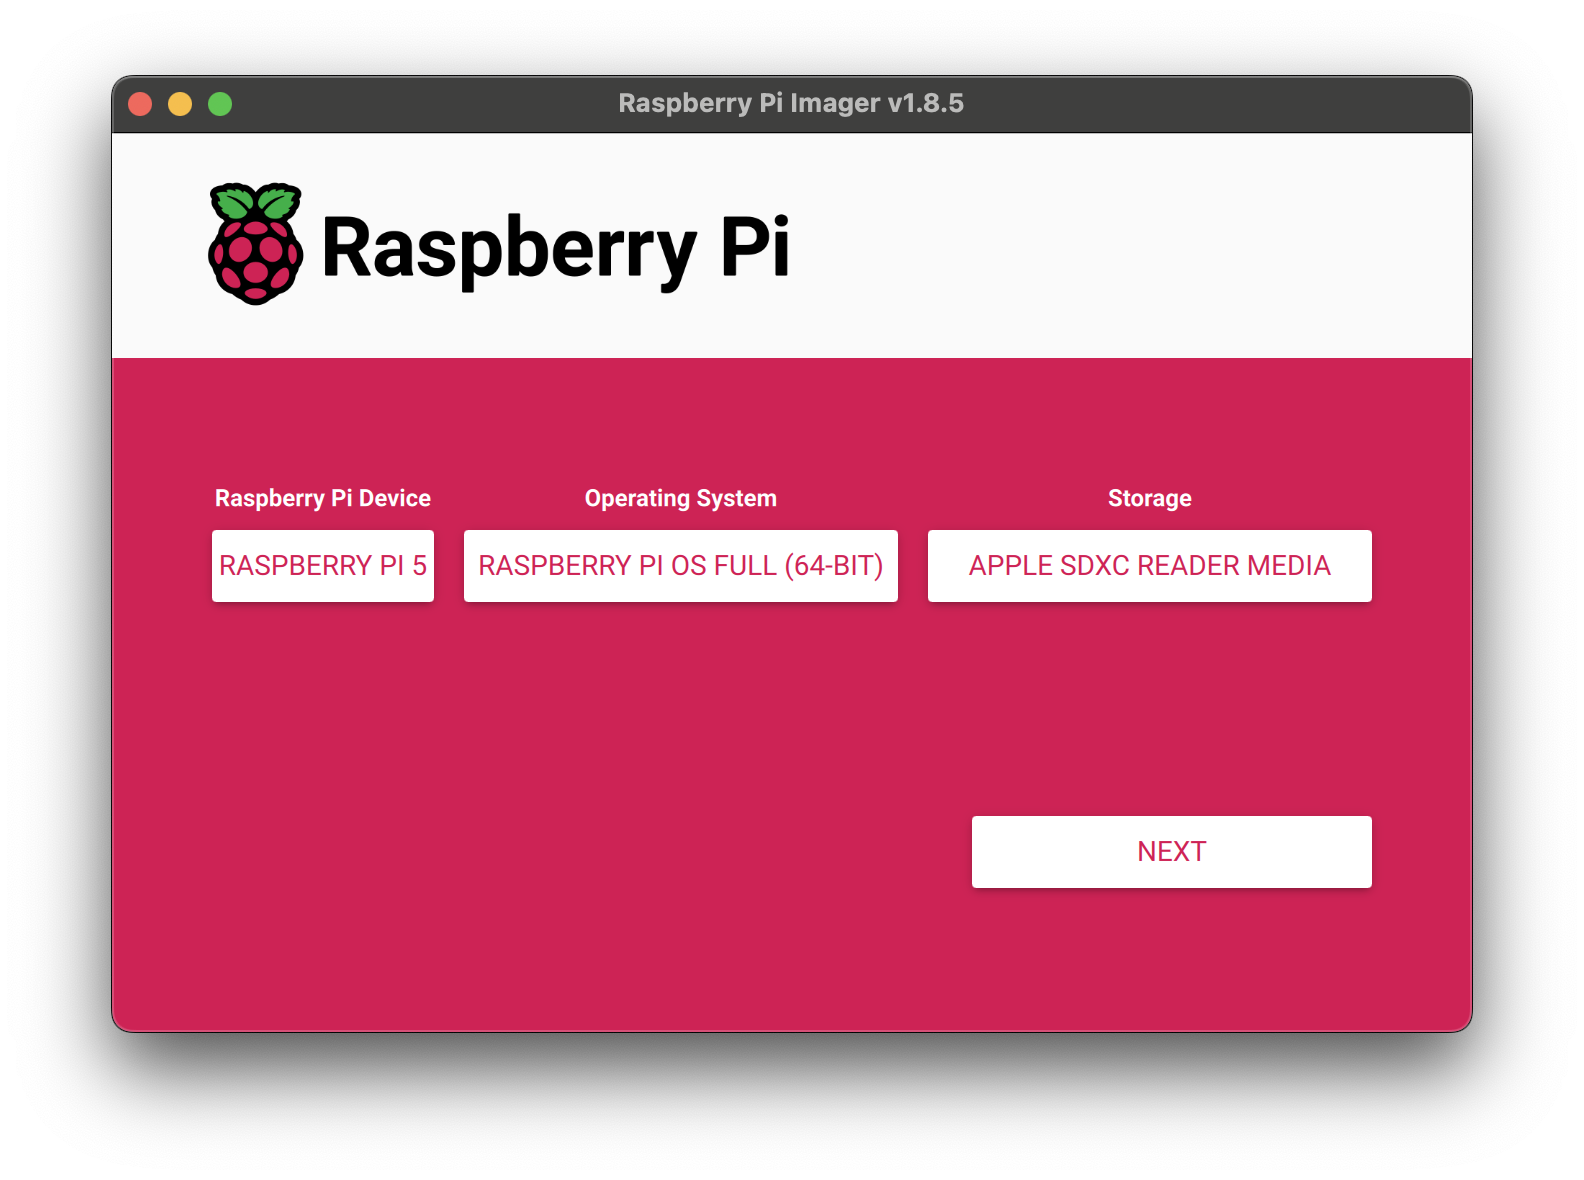 Raspberry Pi Imager v1.8.5
Raspberry Pi
Raspberry Pi Device
Operating System
Storage
RASPBERRY PI 5
RASPBERRY PI OS FULL (64-BIT)
APPLE SDXC READER MEDIA
NEXT